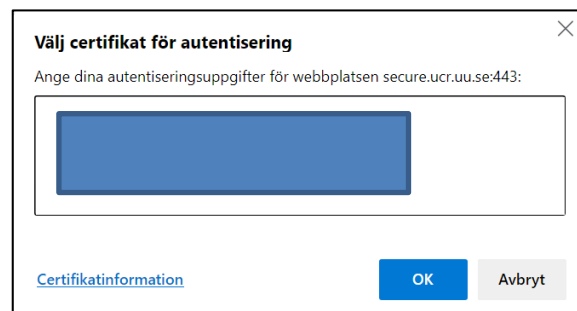 Välj certifikat för autentisering
Ange dina autentiseringsuppgifter för webbplatsen secure.ucr.uu.se:443:
Certifikatinformation
OK
Avbryt